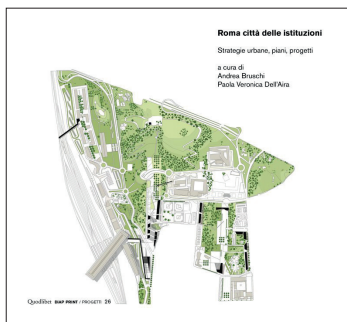 Roma città delle istituzioni
Strategie urbane, piani, progetti
a cura di
Andrea Bruschi
Paola Veronica Dell'Aira
Quodlibet DIAP PRINT / PROGETTI 26